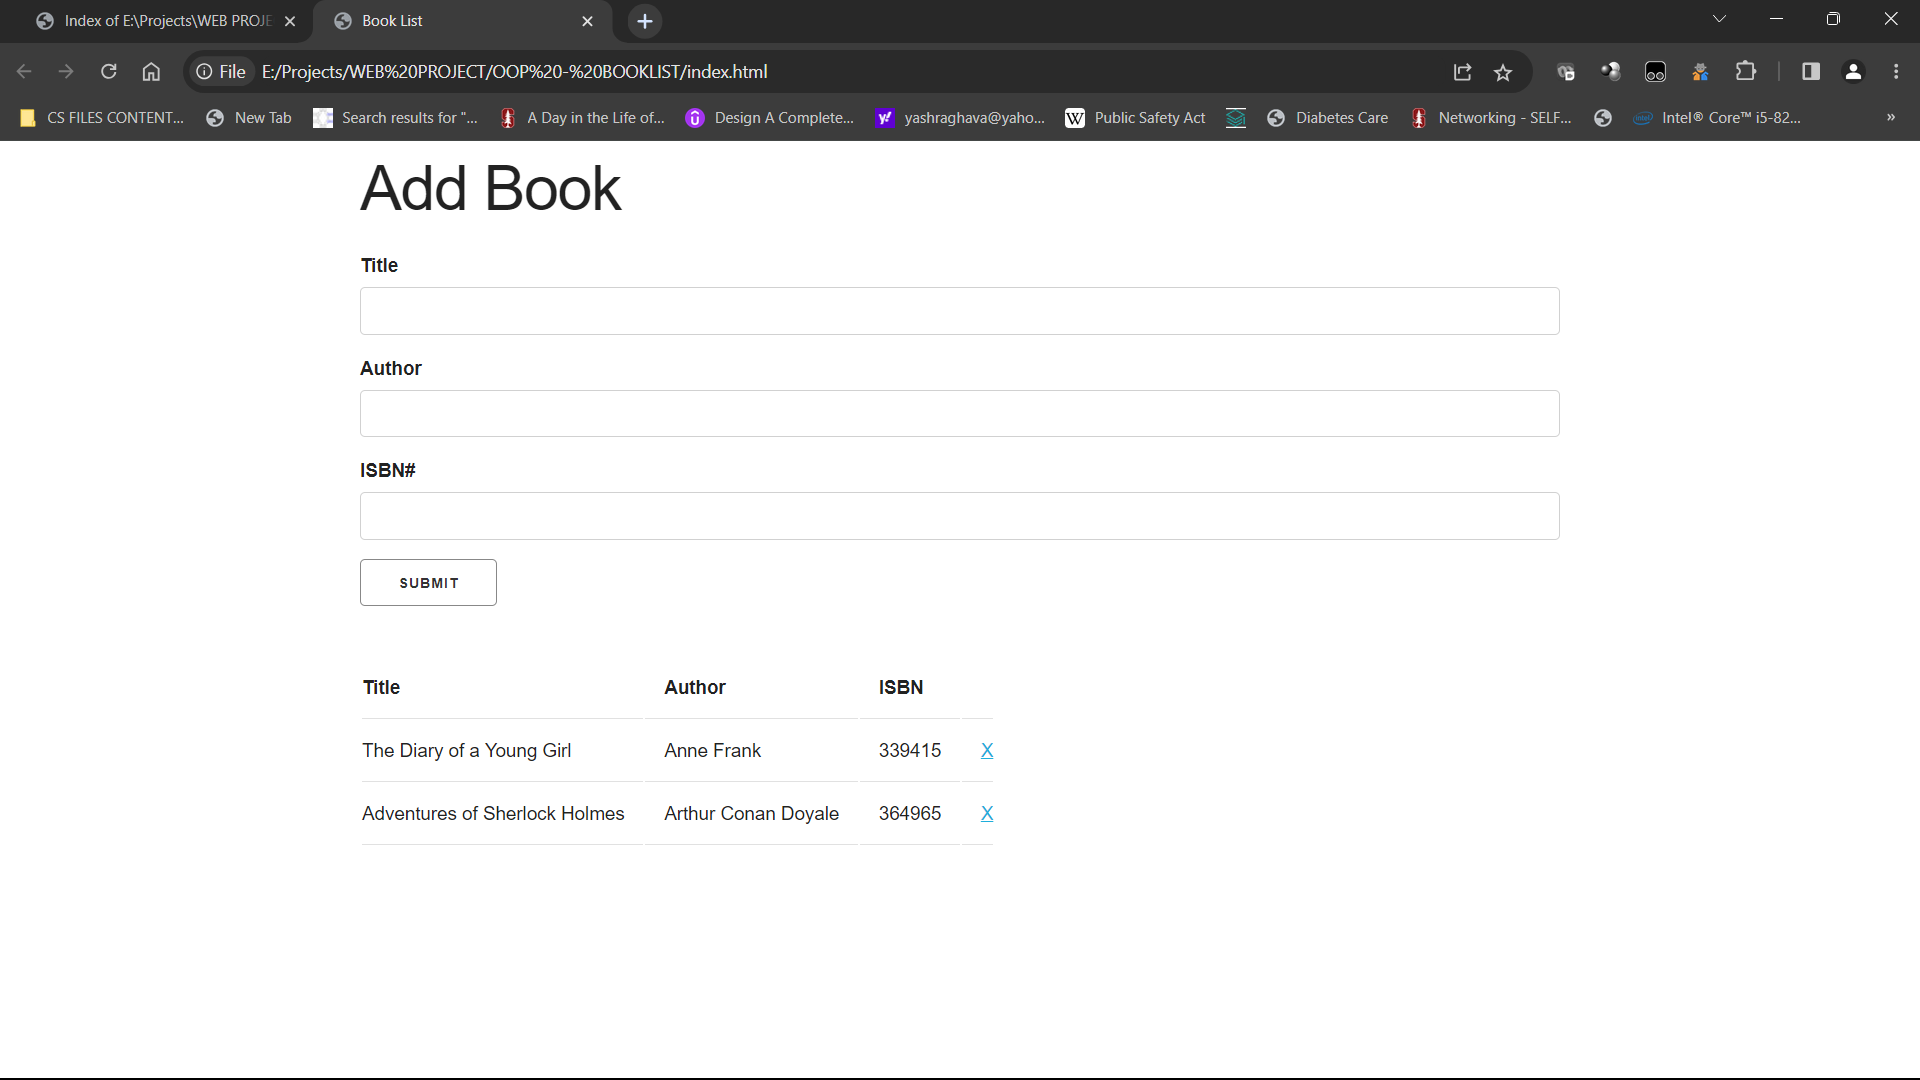 Index of E:\Projects\WEB PROJE
Book List
File E:/Projects/WEB%20PROJECT/OOP%20-%20BOOKLIST/index.html
CS FILES CONTENT... New Tab Search results for "... A Day in the Life of... Design A Complete... yashraghava@yaho... Public Safety Act Diabetes Care Networking - SELF... Intel® Core™ i5-82... »
Add Book
Title
Author
ISBN#
SUBMIT
Title Author ISBN
The Diary of a Young Girl Anne Frank 339415 X
Adventures of Sherlock Holmes Arthur Conan Doyale 364965 X